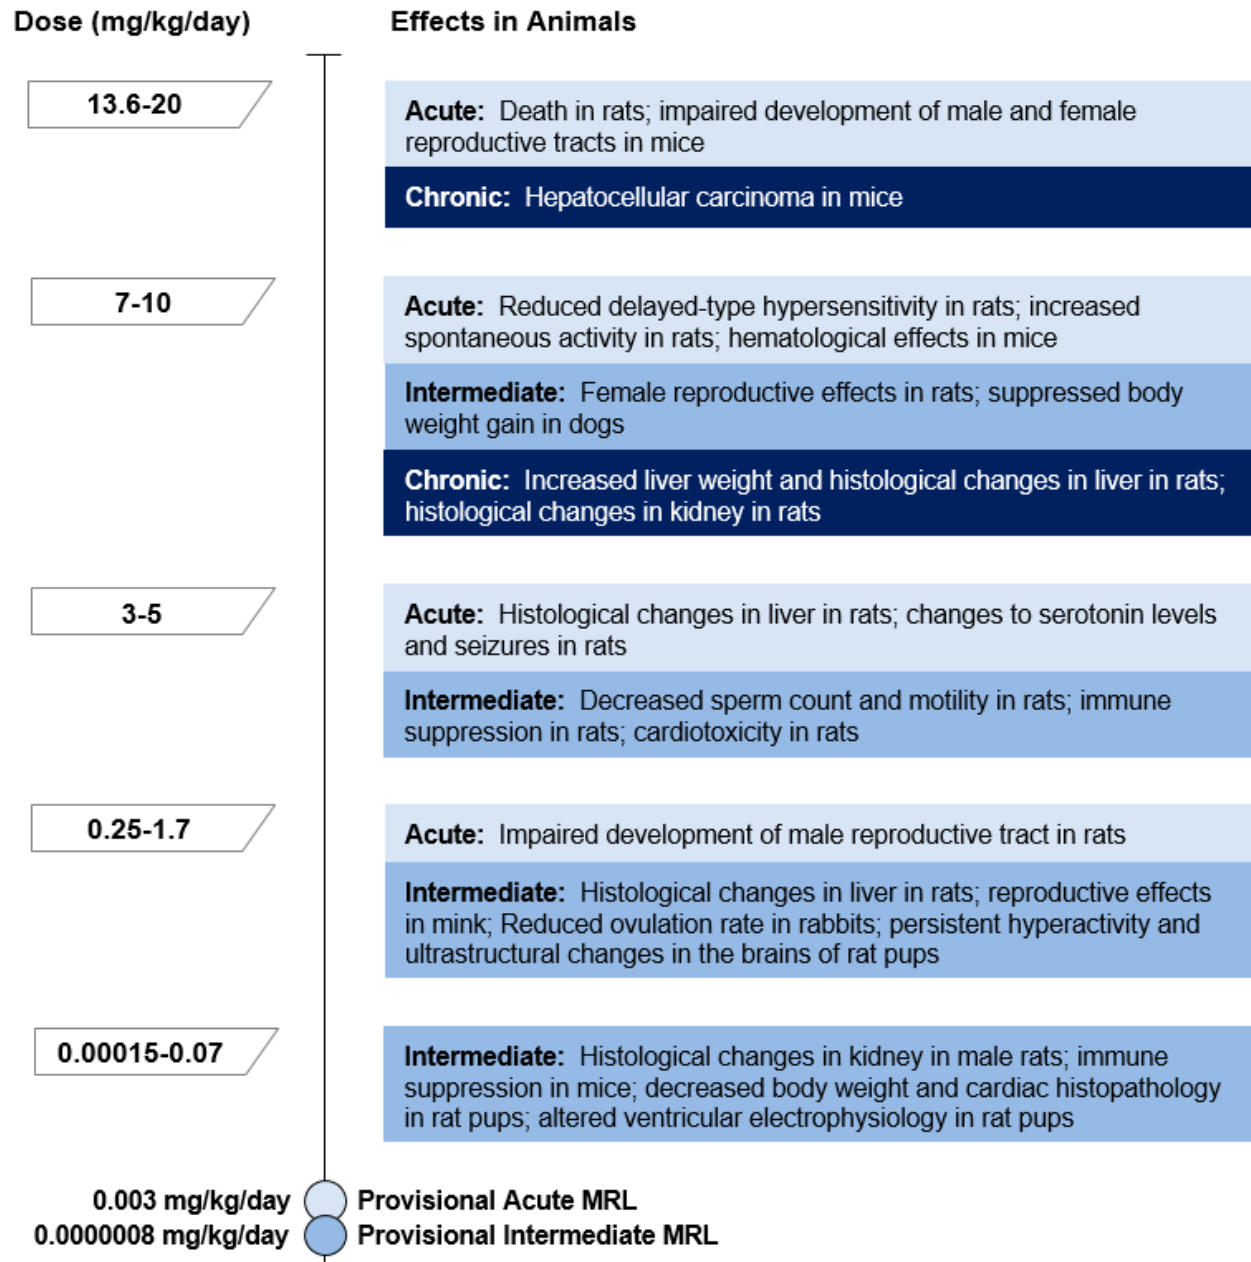 Dose (mg/kg/day) Effects in Animals
13.6-20
Acute: Death in rats; impaired development of male and female
reproductive tracts in mice
Chronic: Hepatocellular carcinoma in mice
7-10
Acute: Reduced delayed-type hypersensitivity in rats; increased
spontaneous activity in rats; hematological effects in mice
Intermediate: Female reproductive effects in rats; suppressed body
weight gain in dogs
Chronic: Increased liver weight and histological changes in liver in rats;
histological changes in kidney in rats
3-5
Acute: Histological changes in liver in rats; changes to serotonin levels
and seizures in rats
Intermediate: Decreased sperm count and motility in rats; immune
suppression in rats; cardiotoxicity in rats
0.25-1.7
Acute: Impaired development of male reproductive tract in rats
Intermediate: Histological changes in liver in rats; reproductive effects
in mink; Reduced ovulation rate in rabbits; persistent hyperactivity and
ultrastructural changes in the brains of rat pups
0.00015-0.07
Intermediate: Histological changes in kidney in male rats; immune
suppression in mice; decreased body weight and cardiac histopathology
in rat pups; altered ventricular electrophysiology in rat pups
0.003 mg/kg/day Provisional Acute MRL
0.0000008 mg/kg/day Provisional Intermediate MRL